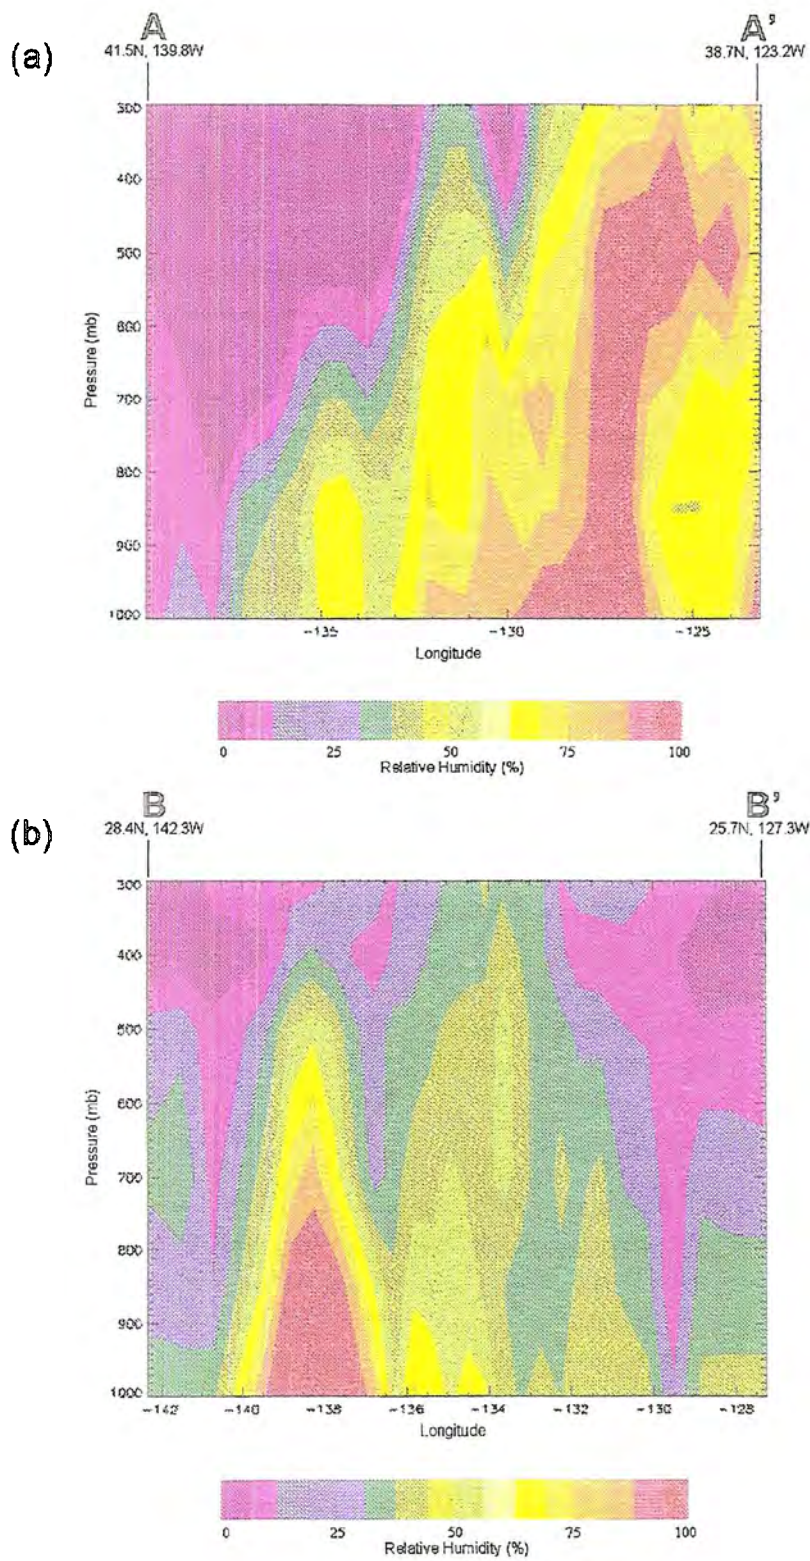 (a)
A A’
41.5N, 139.8W 38.7N, 123.2W
300
400
500
600
700
800
900
1000
Pressure (mb)
-135 -130 -125
Longitude
0 25 50 75 100
Relative Humidity (%)
(b)
B B’
28.4N, 142.3W 25.7N, 127.3W
300
400
500
600
700
800
900
1000
Pressure (mb)
-142 -140 -138 -136 -134 -132 -130 -128
Longitude
0 25 50 75 100
Relative Humidity (%)